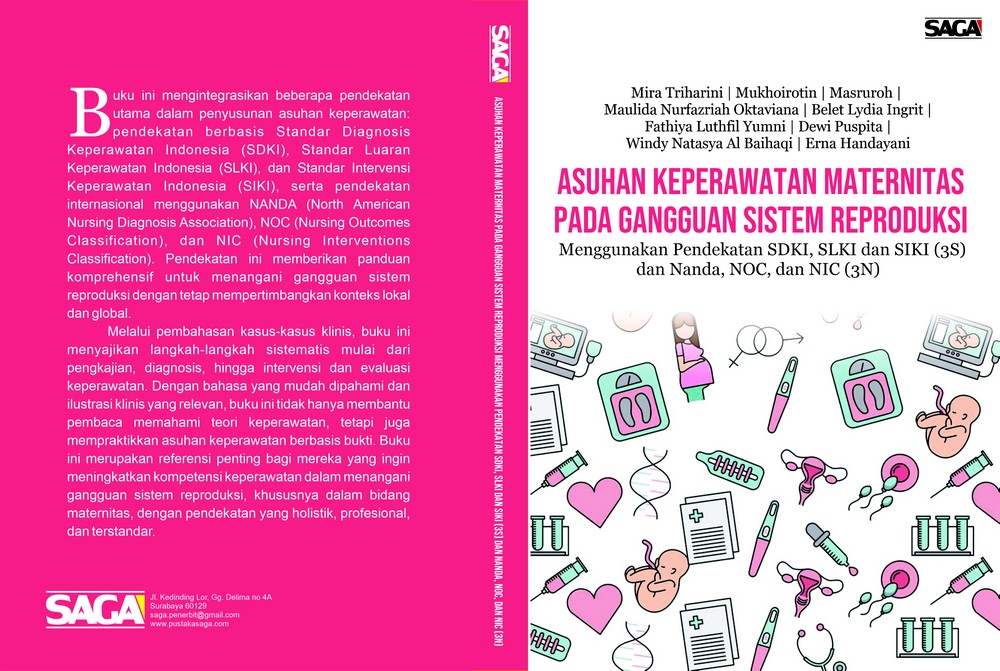 Buku ini mengintegrasikan beberapa pendekatan
utama dalam penyusunan asuhan keperawatan:
pendekatan berbasis Standar Diagnosis
Keperawatan Indonesia (SDKI), Standar Luaran
Keperawatan Indonesia (SLKI), dan Standar Intervensi
Keperawatan Indonesia (SIKI), serta pendekatan
internasional menggunakan NANDA (North American
Nursing Diagnosis Association), NOC (Nursing Outcomes
Classification), dan NIC (Nursing Interventions
Classification). Pendekatan ini memberikan panduan
komprehensif untuk menangani gangguan sistem
reproduksi dengan tetap mempertimbangkan konteks lokal
dan global.
Melalui pembahasan kasus-kasus klinis, buku ini
menyajikan langkah-langkah sistematis mulai dari
pengkajian, diagnosis, hingga intervensi dan evaluasi
keperawatan. Dengan bahasa yang mudah dipahami dan
ilustrasi klinis yang relevan, buku ini tidak hanya membantu
pembaca memahami teori keperawatan, tetapi juga
mempraktikkan asuhan keperawatan berbasis bukti. Buku
ini merupakan referensi penting bagi mereka yang ingin
meningkatkan kompetensi keperawatan dalam menangani
gangguan sistem reproduksi, khususnya dalam bidang
maternitas, dengan pendekatan yang holistik, profesional,
dan terstandar.
SAGA
Jl. Kedinding Lor, Gg. Delima no 4A
Surabaya 60129
saga.penerbit@gmail.com
www.pustakasaga.com
SAGA
ASUHAN KEPERAWATAN MATERNITAS PADA GANGGUAN SISTEM REPRODUKSI MENGGUNAKAN PENDEKATAN SDKI, SLKI DAN SIKI (3S) DAN NANDA, NOC, DAN NIC (3N)
SAGA
Mira Triharini | Mukhoirotin | Masruroh |
Maulida Nurfazriah Oktaviana | Belet Lydia Ingrit |
Fathiya Luthfil Yumni | Dewi Puspita |
Windy Natasya Al Baihaqi | Erna Handayani
ASUHAN KEPERAWATAN MATERNITAS
PADA GANGGUAN SISTEM REPRODUKSI
Menggunakan Pendekatan SDKI, SLKI dan SIKI (3S)
dan Nanda, NOC, dan NIC (3N)